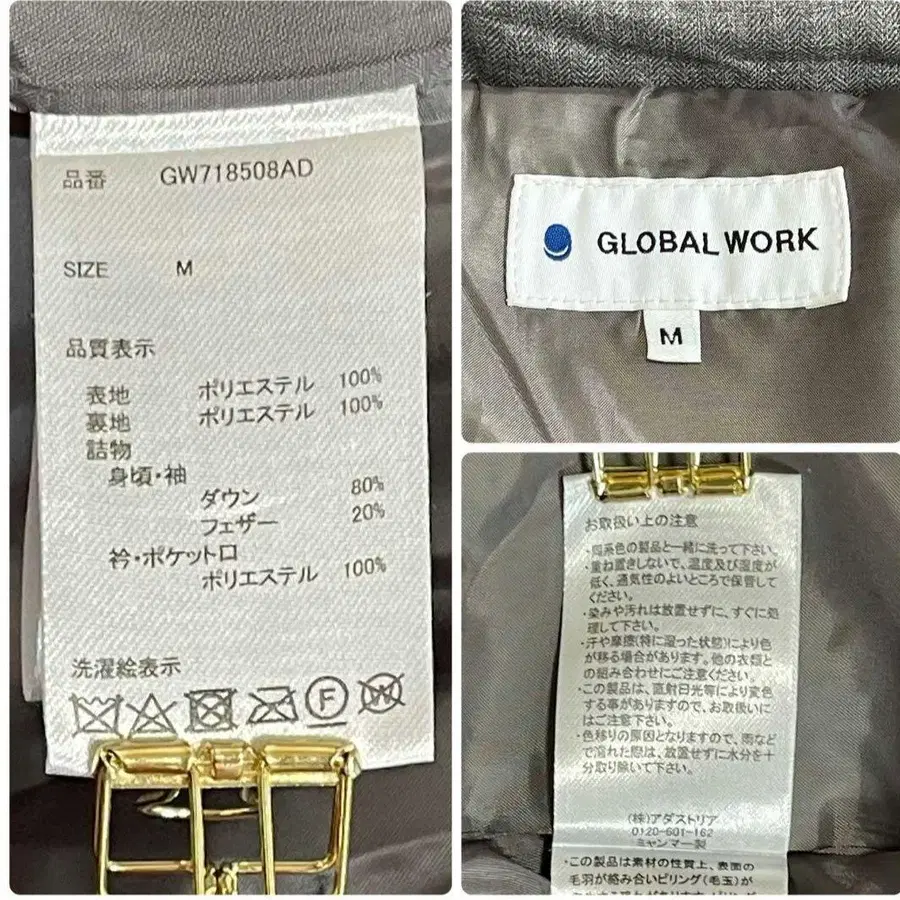 品番 GW718508AD
SIZE M
品質表示
表地 ポリエステル 100%
裏地 ポリエステル 100%
詰物
身頃・袖
ダウン 80%
フェザー 20%
衿・ポケット口
ポリエステル 100%
洗濯絵表示
F
W
GLOBAL WORK
M
お取扱い上の注意
・同系色の製品と一緒に洗って下さい。
・重ね置きしないで、温度及び湿度が
低く、通気性のよいところで保管して
ください。
・染みや汚れは放置せずに、すぐに処
理して下さい。
・汗や摩擦(特に湿った状態)により色
が移る場合があります。他の衣類と
の組み合わせにご注意ください。
・この製品は、直射日光等により変色
する事がありますので、お取扱いに
はご注意下さい。
・色移りの原因となりますので、雨など
で濡れた際は、放置せずに水分を十
分取り除いて下さい。
(株)アダストリア
0120-601-162
ミャンマー製
・この製品は素材の性質上、表面の
毛羽が絡み合いピリング(毛玉)が